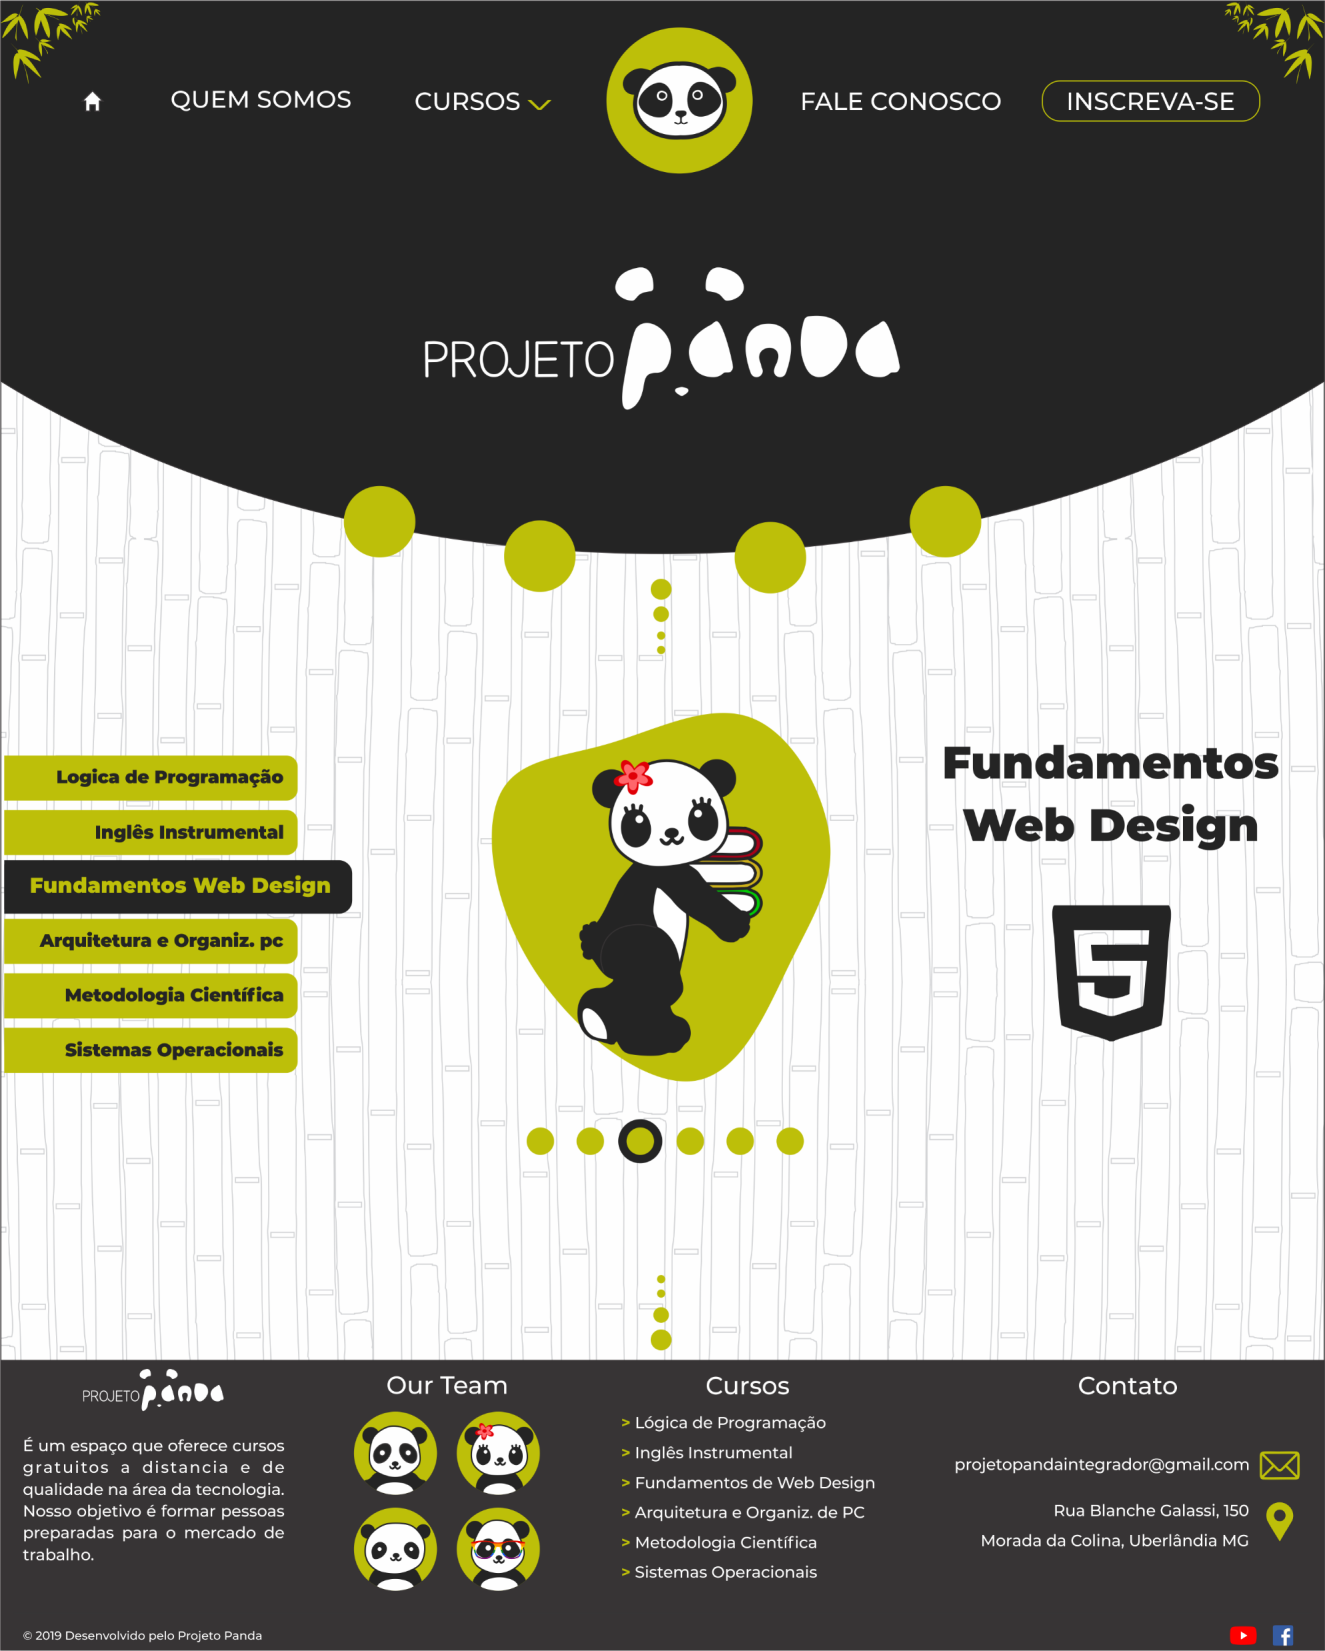 QUEM SOMOS
CURSOS
FALE CONOSCO
INSCREVA-SE
PROJETO panda
Logica de Programação
Inglês Instrumental
Fundamentos Web Design
Arquitetura e Organiz. pc
Metodologia Científica
Sistemas Operacionais
Fundamentos
Web Design
5
PROJETO panda
É um espaço que oferece cursos
gratuitos a distancia e de
qualidade na área da tecnologia.
Nosso objetivo é formar pessoas
preparadas para o mercado de
trabalho.
Our Team
Cursos
> Lógica de Programação
> Inglês Instrumental
> Fundamentos de Web Design
> Arquitetura e Organiz. de PC
> Metodologia Científica
> Sistemas Operacionais
Contato
projetopandaintegrador@gmail.com
Rua Blanche Galassi, 150
Morada da Colina, Uberlândia MG
© 2019 Desenvolvido pelo Projeto Panda